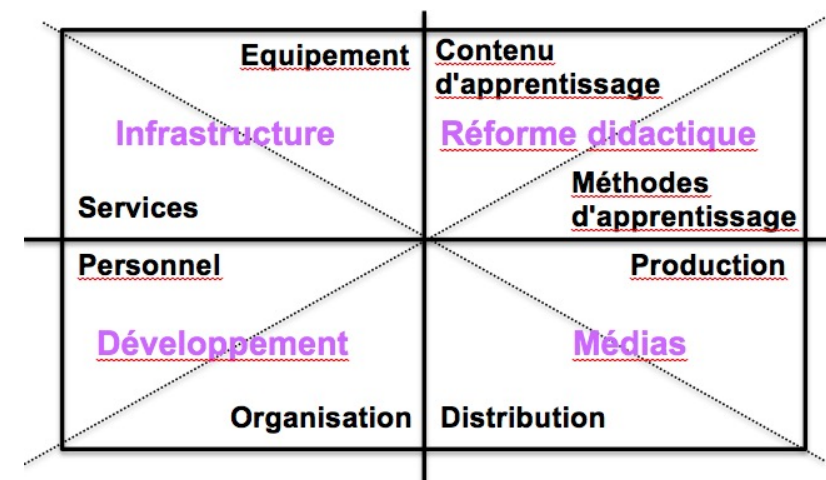 Equipement
Contenu
d'apprentissage
Infrastructure
Réforme didactique
Méthodes
d'apprentissage
Services
Personnel
Production
Développement
Médias
Organisation
Distribution